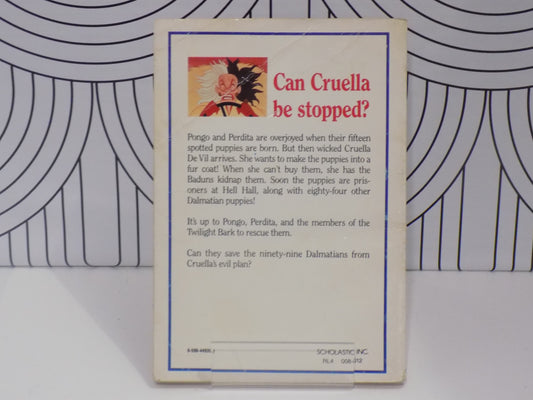 Can Cruella
be stopped?
Pongo and Perdita are overjoyed when their fifteen
spotted puppies are born. But then wicked Cruella
De Vil arrives. She wants to make the puppies into a
fur coat! When she can't buy them, she has the
Baduns kidnap them. Soon the puppies are pris-
oners at Hell Hall, along with eighty-four other
Dalmatian puppies!
It's up to Pongo, Perdita, and the members of the
Twilight Bark to rescue them.
Can they save the ninety-nine Dalmatians from
Cruella's evil plan?
SCHOLASTIC INC.
RL4 008-012